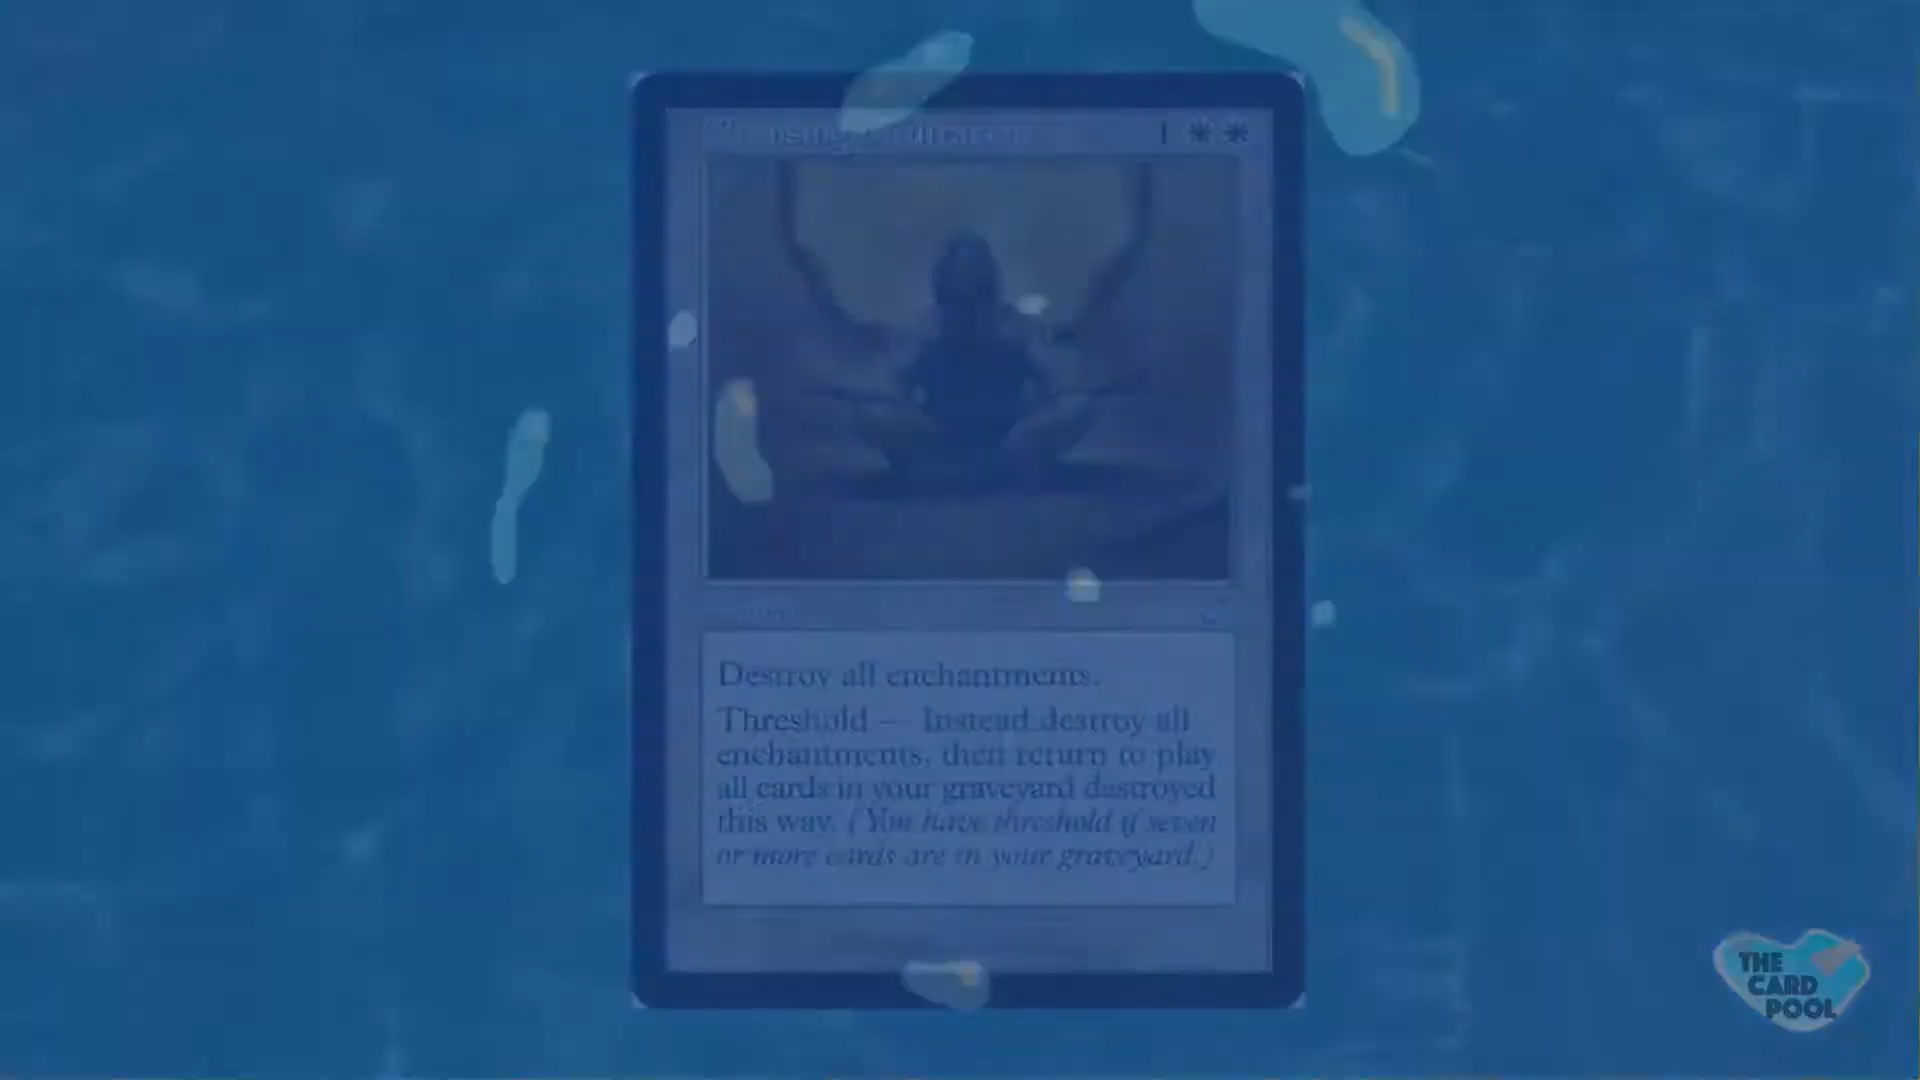 1
Destroy all enchantments.
Threshold — Instead destroy all
enchantments, then return to play
all cards in your graveyard destroyed
this way. (You have threshold if seven
or more cards are in your graveyard.)
THE
CARD
POOL